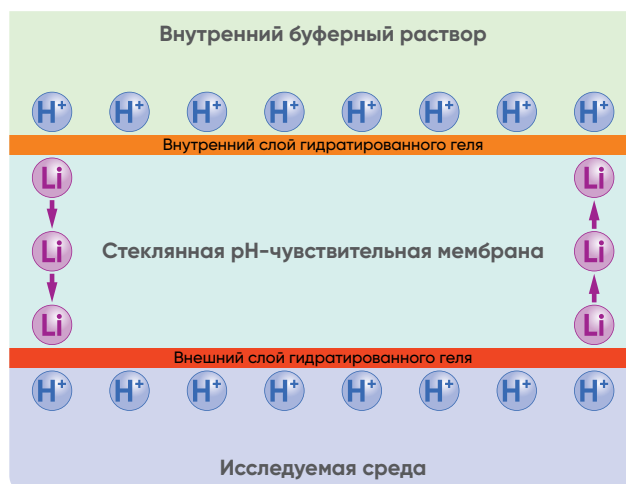 Внутренний буферный раствор
H+ H+ H+ H+ H+ H+ H+ H+
Внутренний слой гидратированного геля
Li Li
Li Стеклянная pH-чувствительная мембрана Li
Li Li
Внешний слой гидратированного геля
H+ H+ H+ H+ H+ H+ H+ H+
Исследуемая среда